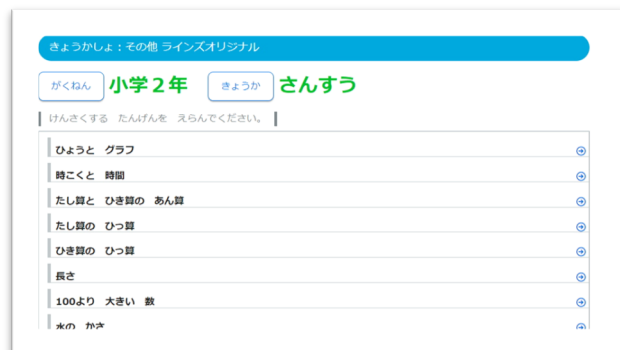 きょうかしょ：その他 ラインズオリジナル
がくねん 小学２年 きょうか さんすう
けんさくする　たんげんを　えらんでください。
ひょうと　グラフ
時こくと　時間
たし算と　ひき算の　あん算
たし算の　ひっ算
ひき算の　ひっ算
長さ
100より　大きい　数
水の　かさ